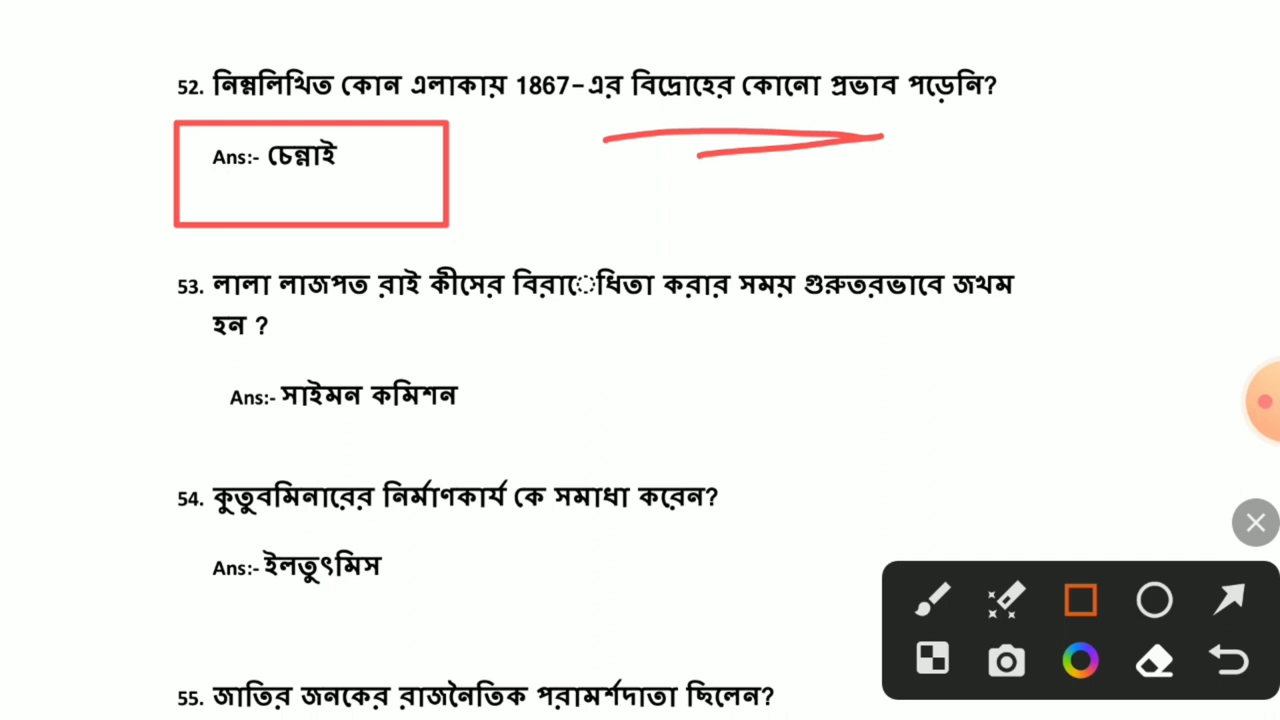 52. নিম্নলিখিত কোন এলাকায় 1867-এর বিদ্রোহের কোনো প্রভাব পড়েনি?
Ans:- চেন্নাই
53. লালা লাজপত রাই কীসের বিরােধিতা করার সময় গুরুতরভাবে জখম
হন ?
Ans:- সাইমন কমিশন
54. কুতুবমিনারের নির্মাণকার্য কে সমাধা করেন?
Ans:- ইলতুৎমিস
55. জাতির জনকের রাজনৈতিক পরামর্শদাতা ছিলেন?